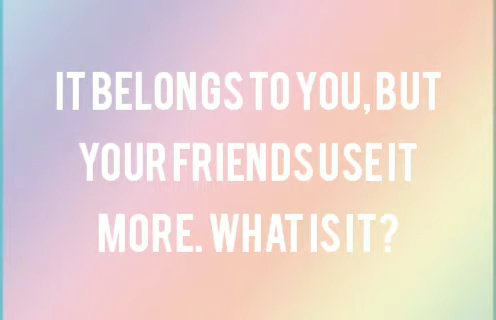 IT BELONGS TO YOU, BUT
YOUR FRIENDS USE IT
MORE. WHAT IS IT?